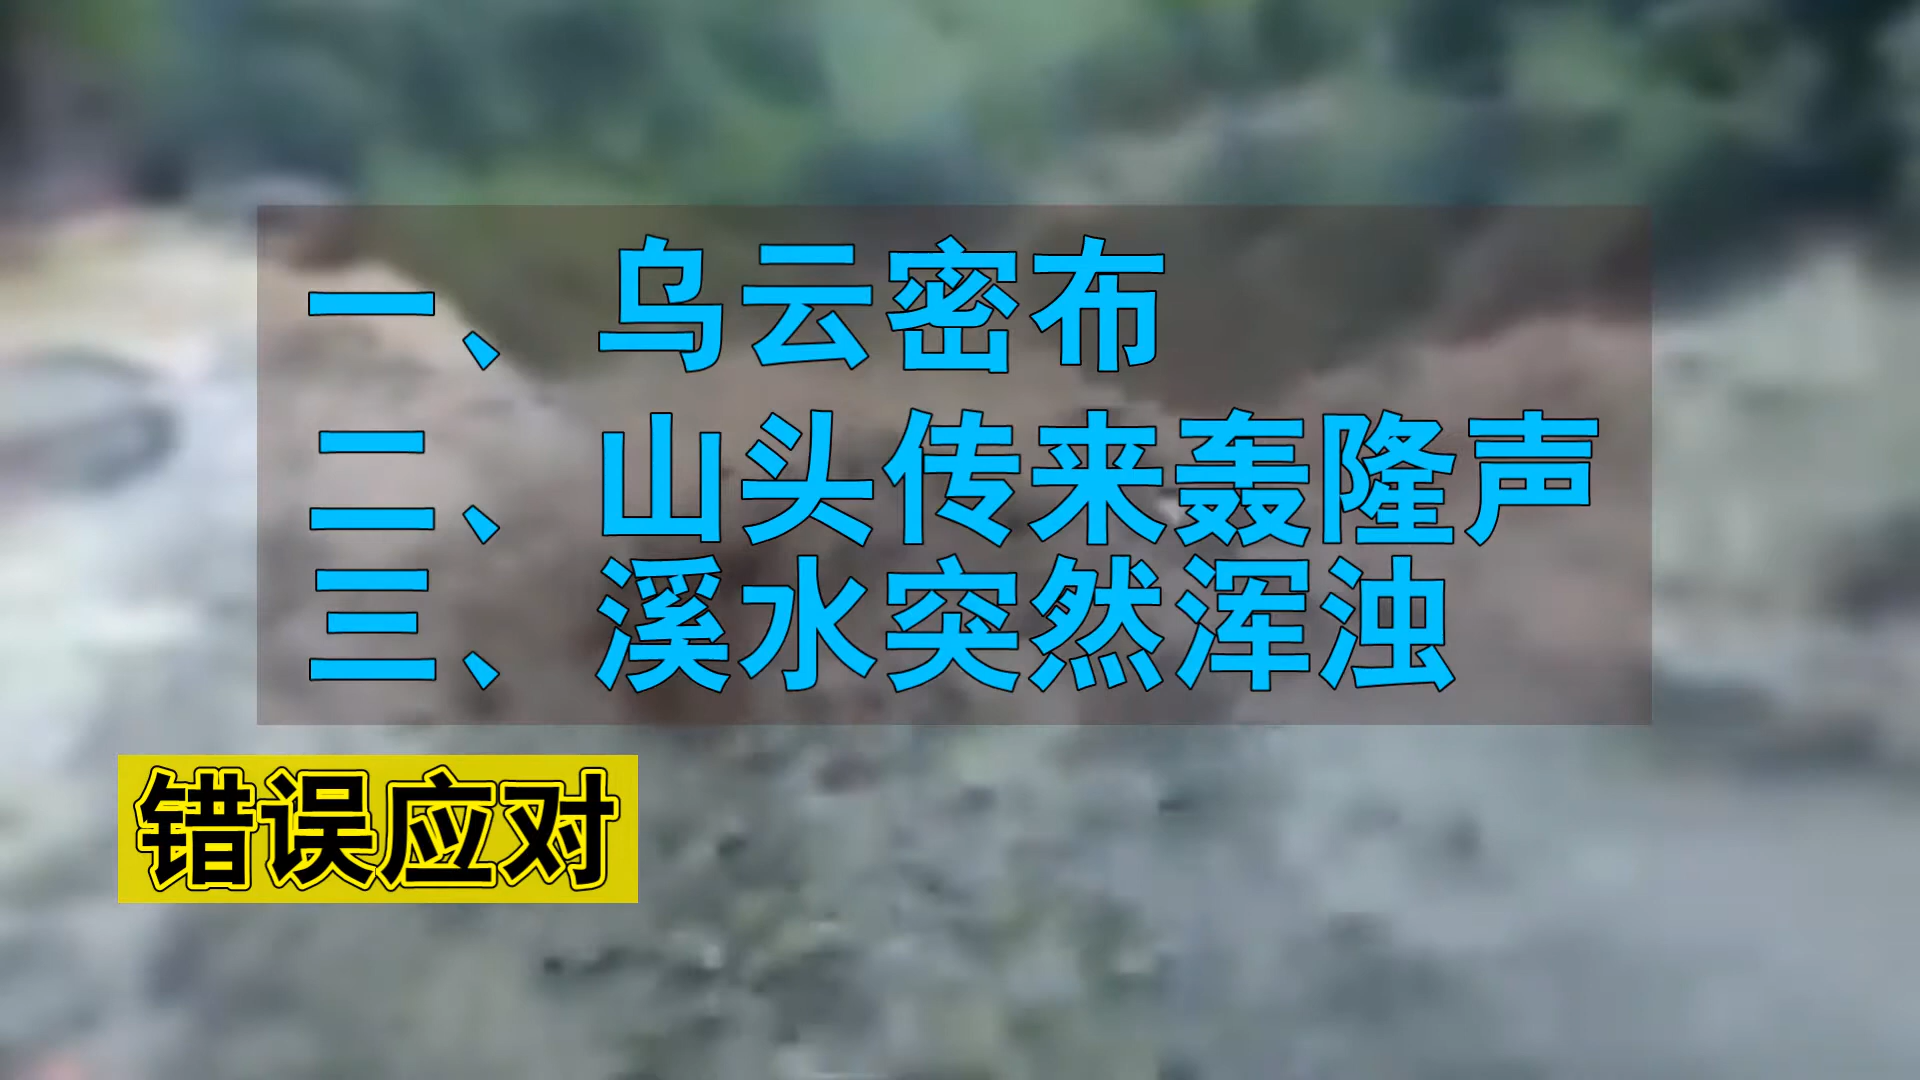 一、乌云密布
二、山头传来轰隆声
三、溪水突然浑浊
错误应对